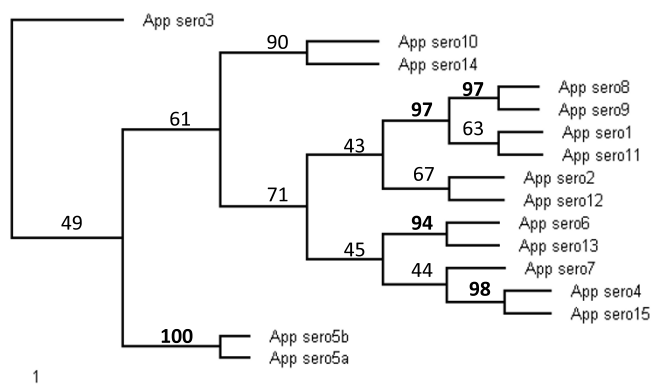 App sero3
90
App sero10
App sero14
97
App sero8
97
App sero9
61
63
App sero1
43
App sero11
67
App sero2
71
App sero12
94
App sero6
49
45
App sero13
44
App sero7
98
App sero4
App sero15
100
App sero5b
App sero5a
1